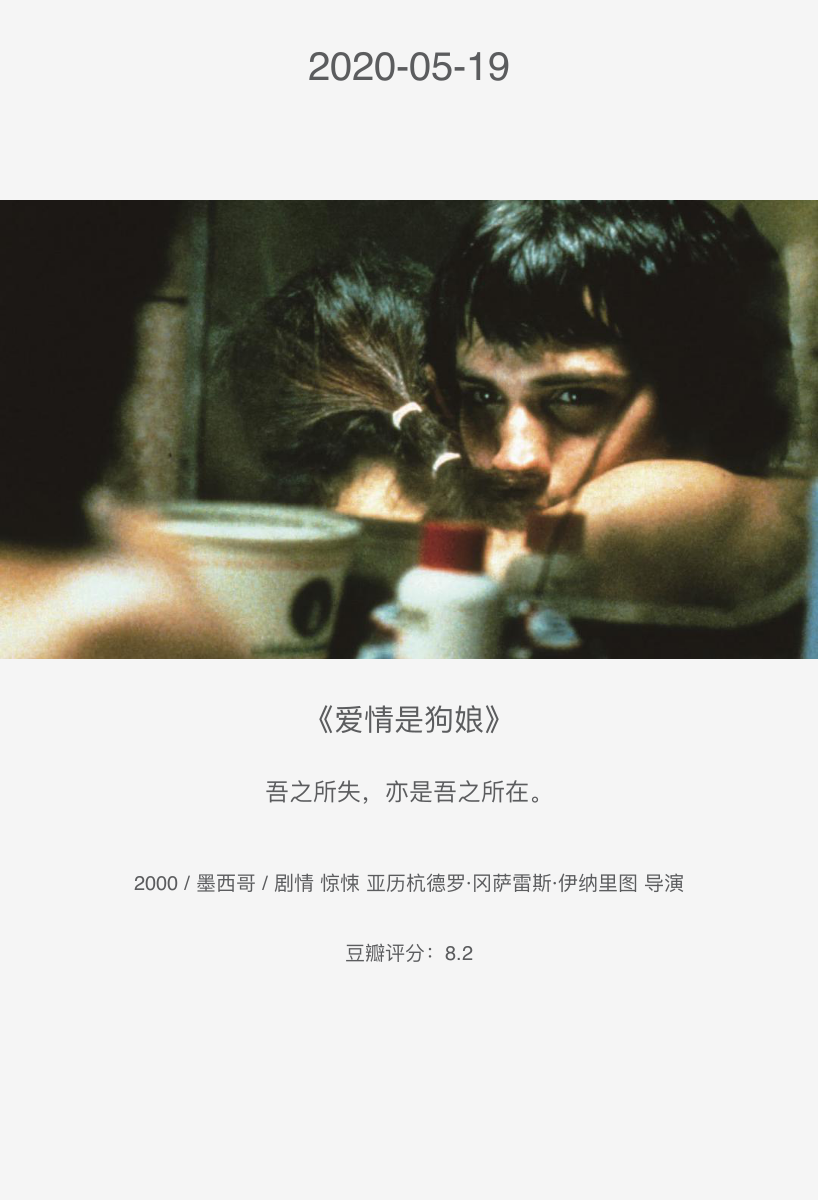 2020-05-19
《爱情是狗娘》
吾之所失，亦是吾之所在。
2000 / 墨西哥 / 剧情 惊悚 亚历杭德罗·冈萨雷斯·伊纳里图 导演
豆瓣评分：8.2